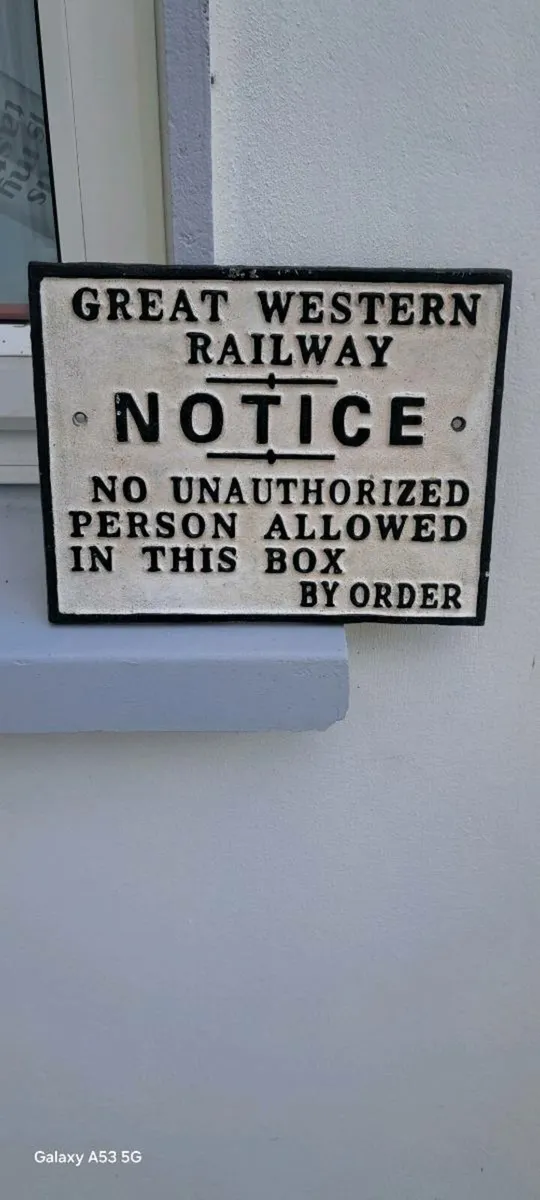 GREAT WESTERN
RAILWAY
NOTICE
NO UNAUTHORIZED
PERSON ALLOWED
IN THIS BOX
BY ORDER
Galaxy A53 5G